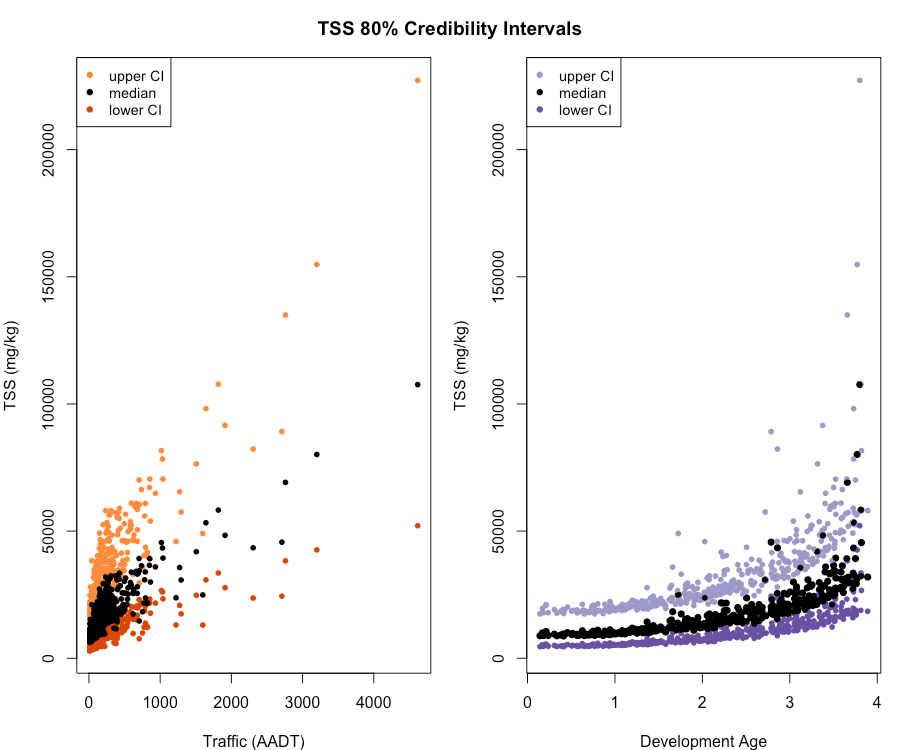 TSS 80% Credibility Intervals
upper CI
median
lower CI
TSS (mg/kg)
0
50000
100000
150000
200000
0 1000 2000 3000 4000
Traffic (AADT)
upper CI
median
lower CI
TSS (mg/kg)
0
50000
100000
150000
200000
0 1 2 3 4
Development Age